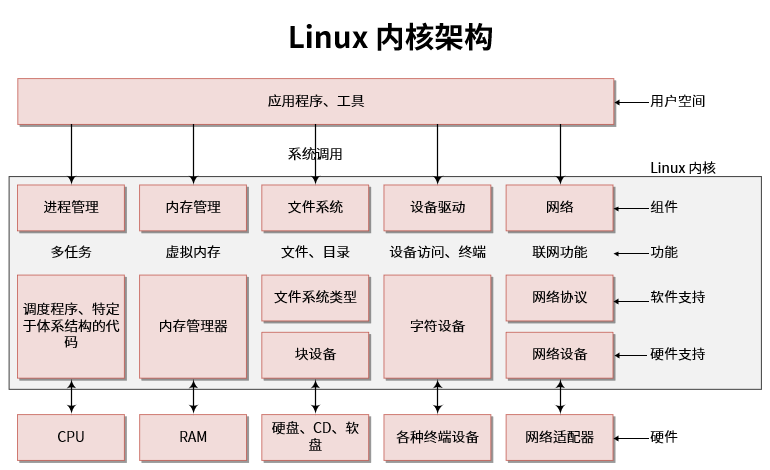 Linux 内核架构
应用程序、工具
用户空间
系统调用
Linux 内核
进程管理
内存管理
文件系统
设备驱动
网络
组件
多任务
虚拟内存
文件、目录
设备访问、终端
联网功能
功能
调度程序、特定
于体系结构的代
码
内存管理器
文件系统类型
字符设备
网络协议
软件支持
块设备
网络设备
硬件支持
CPU
RAM
硬盘、CD、软
盘
各种终端设备
网络适配器
硬件